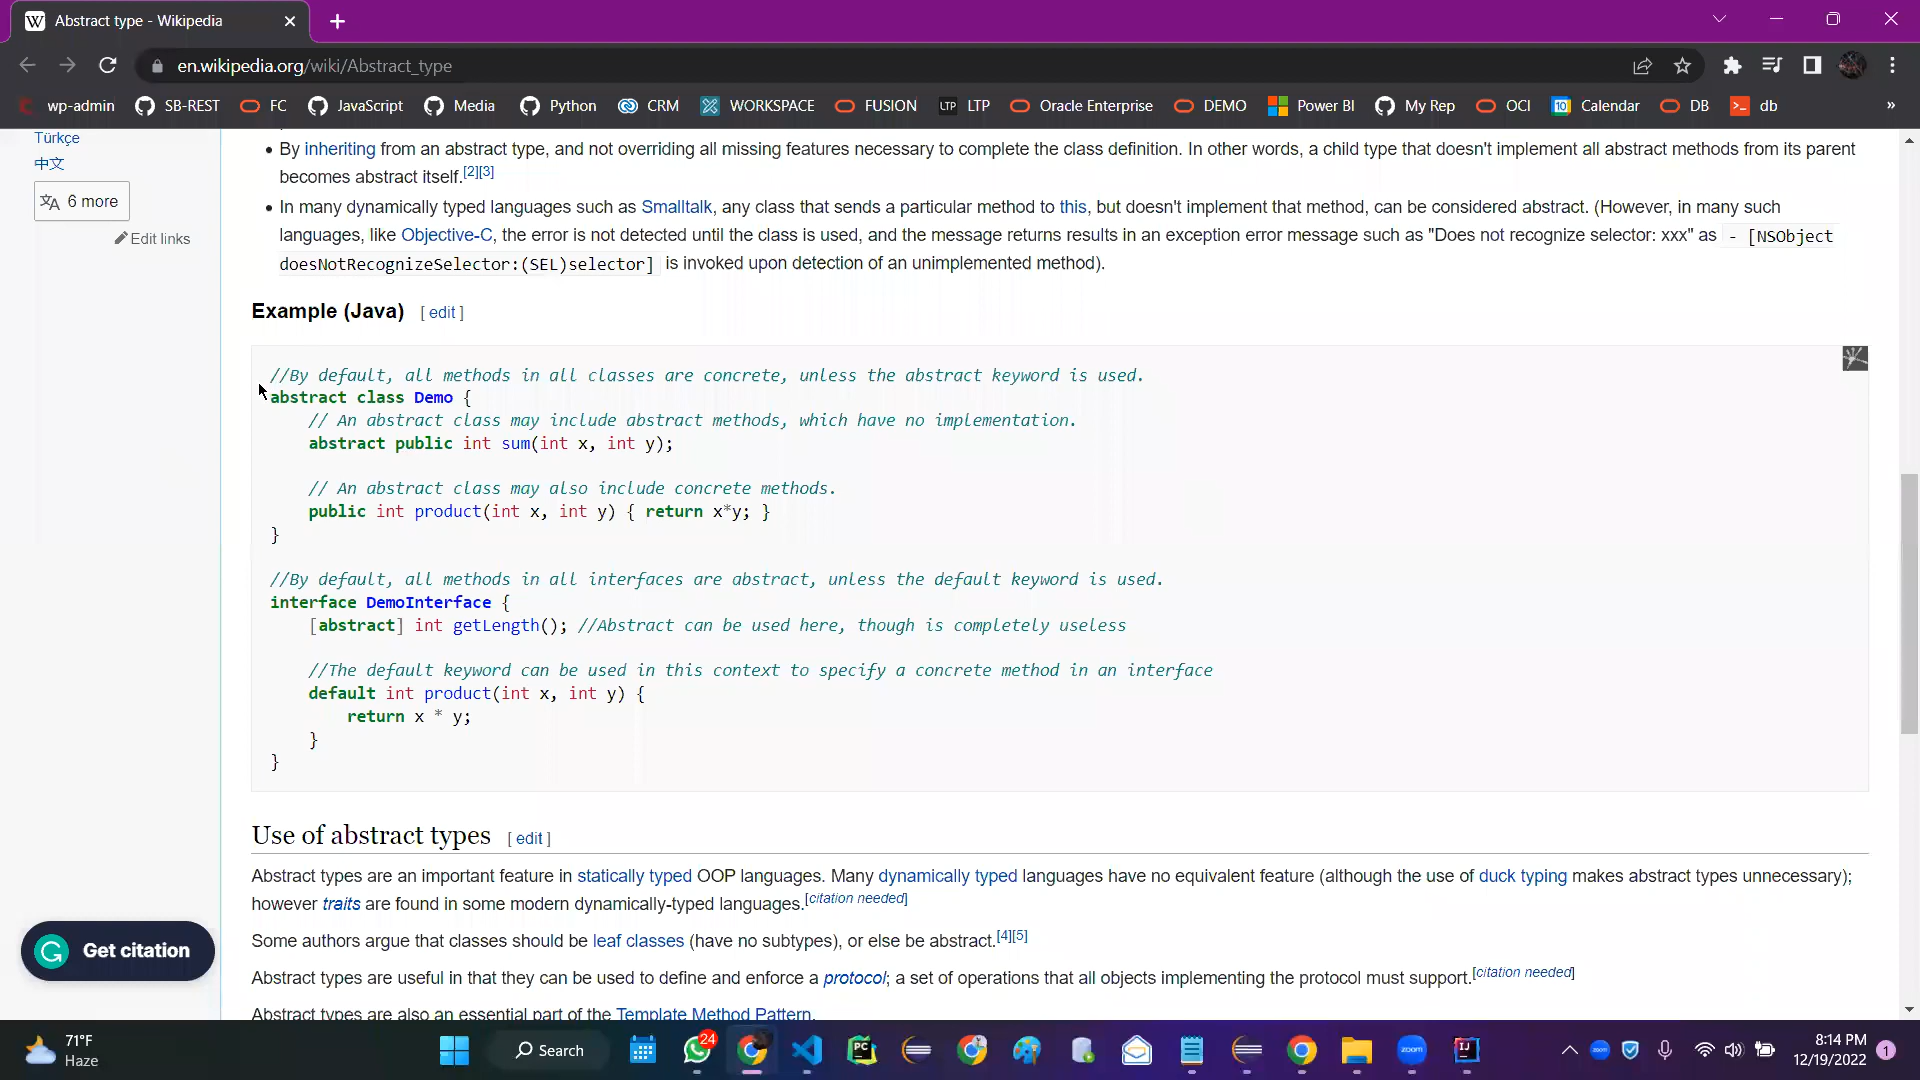 Abstract type - Wikipedia
en.wikipedia.org/wiki/Abstract_type
wp-admin SB-REST FC JavaScript Media Python CRM WORKSPACE FUSION LTP LTP Oracle Enterprise DEMO Power BI My Rep OCI 10 Calendar DB db »
Türkçe
中文
6 more
Edit links
• By inheriting from an abstract type, and not overriding all missing features necessary to complete the class definition. In other words, a child type that doesn't implement all abstract methods from its parent
becomes abstract itself.[2][3]
• In many dynamically typed languages such as Smalltalk, any class that sends a particular method to this, but doesn't implement that method, can be considered abstract. (However, in many such
languages, like Objective-C, the error is not detected until the class is used, and the message returns results in an exception error message such as "Does not recognize selector: xxx" as - [NSObject
doesNotRecognizeSelector:(SEL)selector] is invoked upon detection of an unimplemented method).
Example (Java) [ edit ]
//By default, all methods in all classes are concrete, unless the abstract keyword is used.
abstract class Demo {
// An abstract class may include abstract methods, which have no implementation.
abstract public int sum(int x, int y);
// An abstract class may also include concrete methods.
public int product(int x, int y) { return x*y; }
}
//By default, all methods in all interfaces are abstract, unless the default keyword is used.
interface DemoInterface {
[abstract] int getLength(); //Abstract can be used here, though is completely useless
//The default keyword can be used in this context to specify a concrete method in an interface
default int product(int x, int y) {
return x * y;
}
}
Use of abstract types [ edit ]
Abstract types are an important feature in statically typed OOP languages. Many dynamically typed languages have no equivalent feature (although the use of duck typing makes abstract types unnecessary);
however traits are found in some modern dynamically-typed languages.[citation needed]
Some authors argue that classes should be leaf classes (have no subtypes), or else be abstract.[4][5]
Abstract types are useful in that they can be used to define and enforce a protocol; a set of operations that all objects implementing the protocol must support.[citation needed]
Abstract types are also an essential part of the Template Method Pattern.
Get citation
71°F
Haze
Search
24
PC
zoom
IJ
zoom
8:14 PM
12/19/2022
1